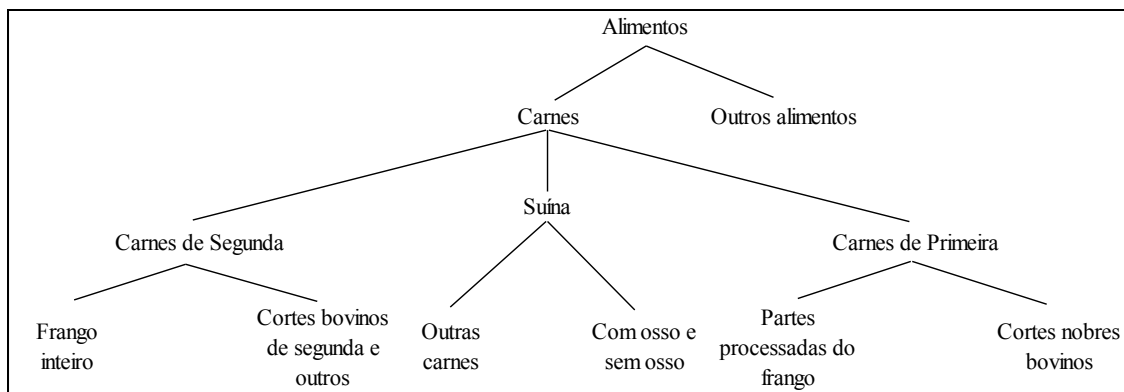 Alimentos
Carnes
Outros alimentos
Suína
Carnes de Segunda
Carnes de Primeira
Frango
inteiro
Cortes bovinos
de segunda e
outros
Outras
carnes
Com osso e
sem osso
Partes
processadas do
frango
Cortes nobres
bovinos